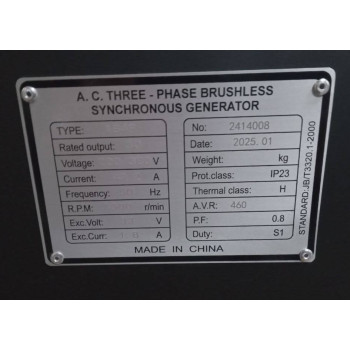 A. C. THREE - PHASE BRUSHLESS
SYNCHRONOUS GENERATOR
TYPE:
Rated output:
Voltage: V
Current: A
Frequency: Hz
R.P.M: r/min
Exc.Volt: V
Exc.Curr: A
No: 2414008
Date: 2025. 01
Weight: kg
Prot.class: IP23
Thermal class: H
A.V.R: 460
P.F: 0.8
Duty: S1
STANDARD:JB/T3320.1-2000
MADE IN CHINA